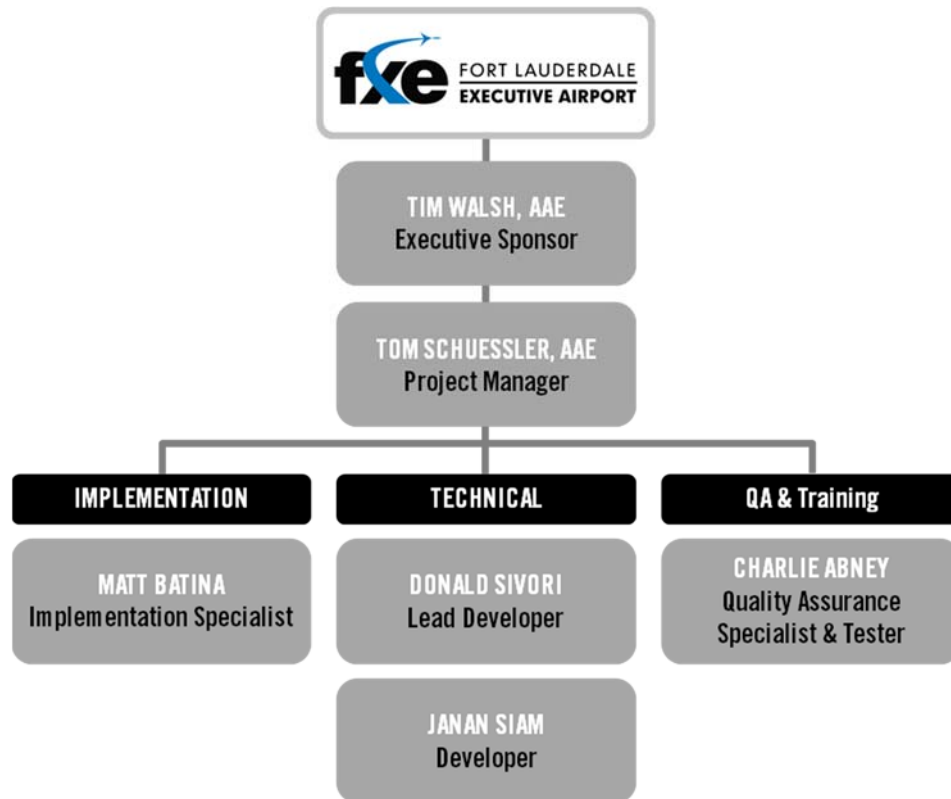 fxe
FORT LAUDERDALE
EXECUTIVE AIRPORT
TIM WALSH, AAE
Executive Sponsor
TOM SCHUESSLER, AAE
Project Manager
IMPLEMENTATION
MATT BATINA
Implementation Specialist
TECHNICAL
DONALD SIVORI
Lead Developer
JANAN SIAM
Developer
QA & Training
CHARLIE ABNEY
Quality Assurance
Specialist & Tester